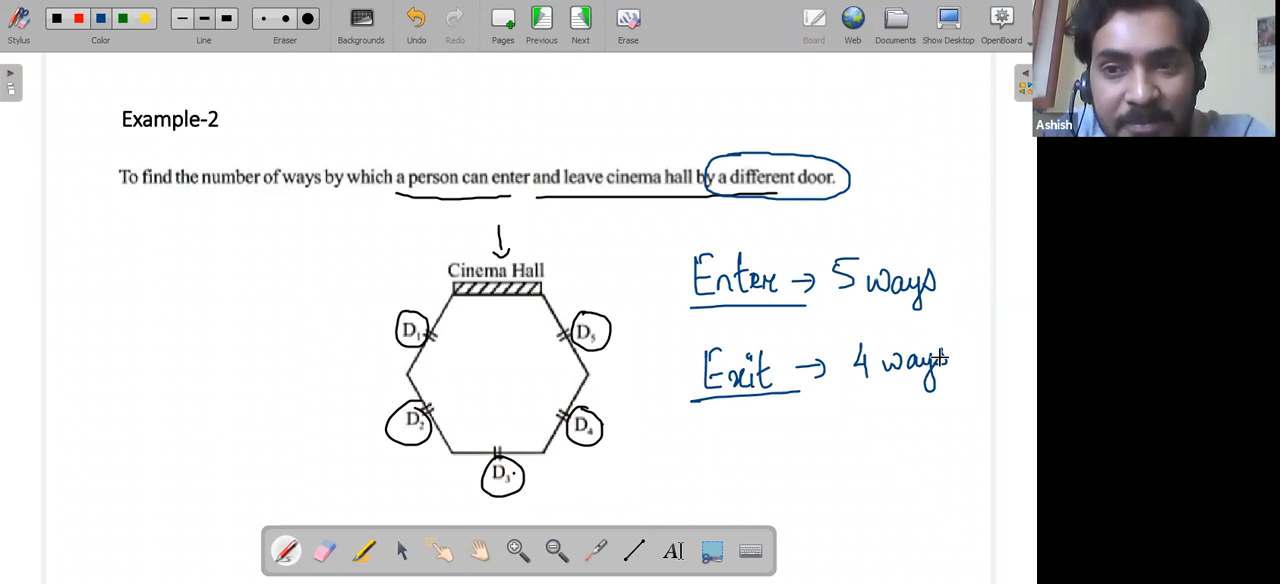 Stylus
Color
Line
Eraser
Backgrounds
Undo
Redo
Pages
Previous
Next
Erase
Board
Web
Documents
Show Desktop
OpenBoard
Ashish
Example-2
To find the number of ways by which a person can enter and leave cinema hall by a different door.
Cinema Hall
D₁
D₅
D₂
D₄
D₃.
Enter → 5 ways
Exit → 4 ways
A